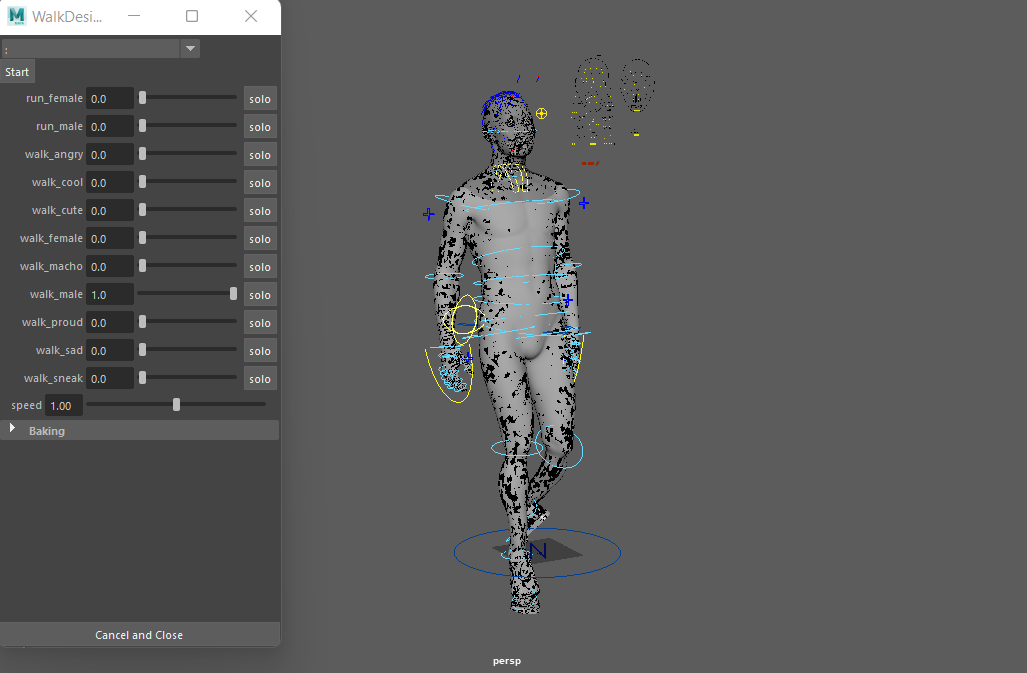 WalkDesi...
:
Start
run_female 0.0 solo
run_male 0.0 solo
walk_angry 0.0 solo
walk_cool 0.0 solo
walk_cute 0.0 solo
walk_female 0.0 solo
walk_macho 0.0 solo
walk_male 1.0 solo
walk_proud 0.0 solo
walk_sad 0.0 solo
walk_sneak 0.0 solo
speed 1.00
Baking
N
Cancel and Close
persp